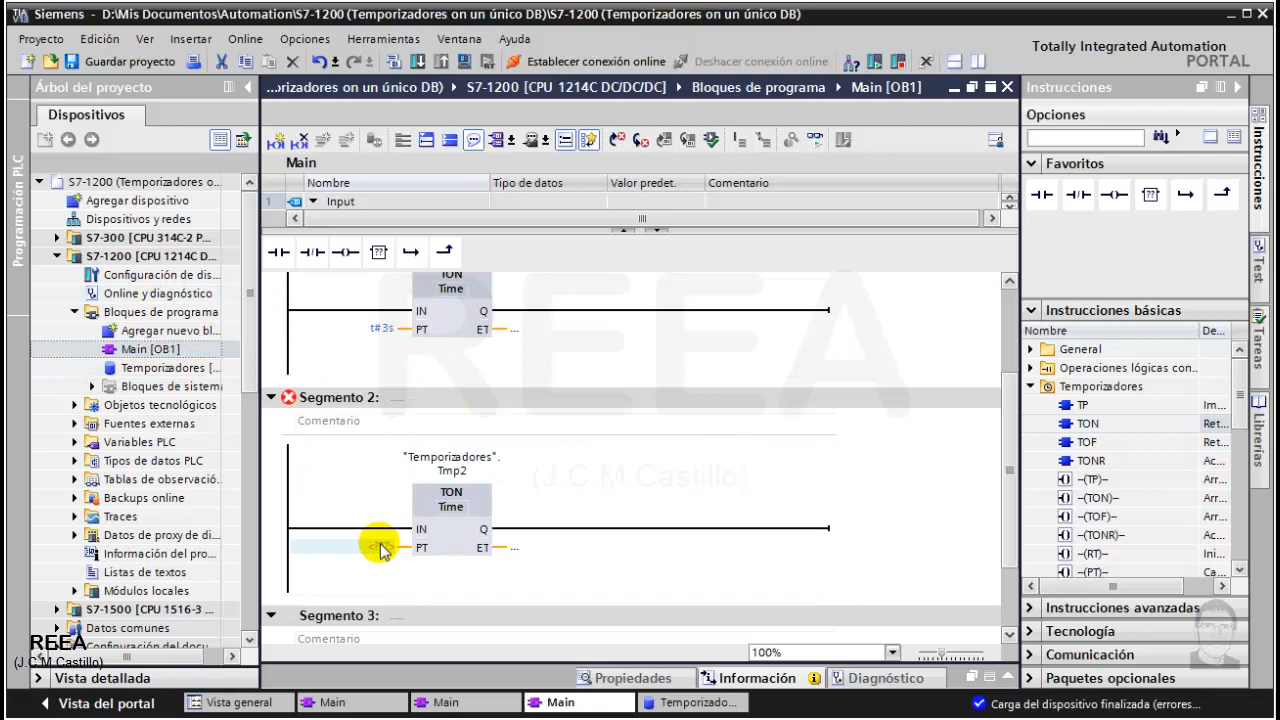 Siemens - D:\Mis Documentos\Automation\S7-1200 (Temporizadores on un único DB)\S7-1200 (Temporizadores on un único DB)
Proyecto Edición Ver Insertar Online Opciones Herramientas Ventana Ayuda
Totally Integrated Automation
PORTAL
Guardar proyecto
Establecer conexión online
Deshacer conexión online
Árbol del proyecto
...orizadores on un único DB) S7-1200 [CPU 1214C DC/DC/DC] Bloques de programa Main [OB1]
Instrucciones
Dispositivos
Opciones
Programación PLC
S7-1200 (Temporizadores o...
Agregar dispositivo
Dispositivos y redes
S7-300 [CPU 314C-2 P...
S7-1200 [CPU 1214C D...
Configuración de dis...
Online y diagnóstico
Bloques de programa
Agregar nuevo bl...
Main [OB1]
Temporizadores [...
Bloques de sistem
Objetos tecnológicos
Fuentes externas
Variables PLC
Tipos de datos PLC
Tablas de observació...
Backups online
Traces
Datos de proxy de di...
Información del pro...
Listas de textos
Módulos locales
S7-1500 [CPU 1516-3 ...
Datos comunes
REEA
(J.C.M Castillo)
Vista detallada
Main
Nombre Tipo de datos Valor predet. Comentario
1 Input
??
TON
Time
IN Q
t#3s PT ET ...
REEA
Segmento 2: .....
Comentario
"Temporizadores".
Tmp2
(J.C.M Castillo)
TON
Time
IN Q
PT ET ...
Segmento 3: .....
Comentario
100%
Propiedades Información Diagnóstico
Favoritos
??
Instrucciones básicas
Nombre De...
General
Operaciones lógicas con...
Temporizadores
TP Im...
TON Ret...
TOF Ret...
TONR Ac...
–(TP)– Arr...
–(TON)– Arr...
–(TOF)– Arr...
–(TONR)– Arr...
–(RT)– Ini...
–(PT)– Ca...
Instrucciones avanzadas
Tecnología
Comunicación
Paquetes opcionales
Instrucciones
Test
Tareas
Librerías
Vista del portal
Vista general
Main
Main
Main
Temporizado...
Carga del dispositivo finalizada (errores...